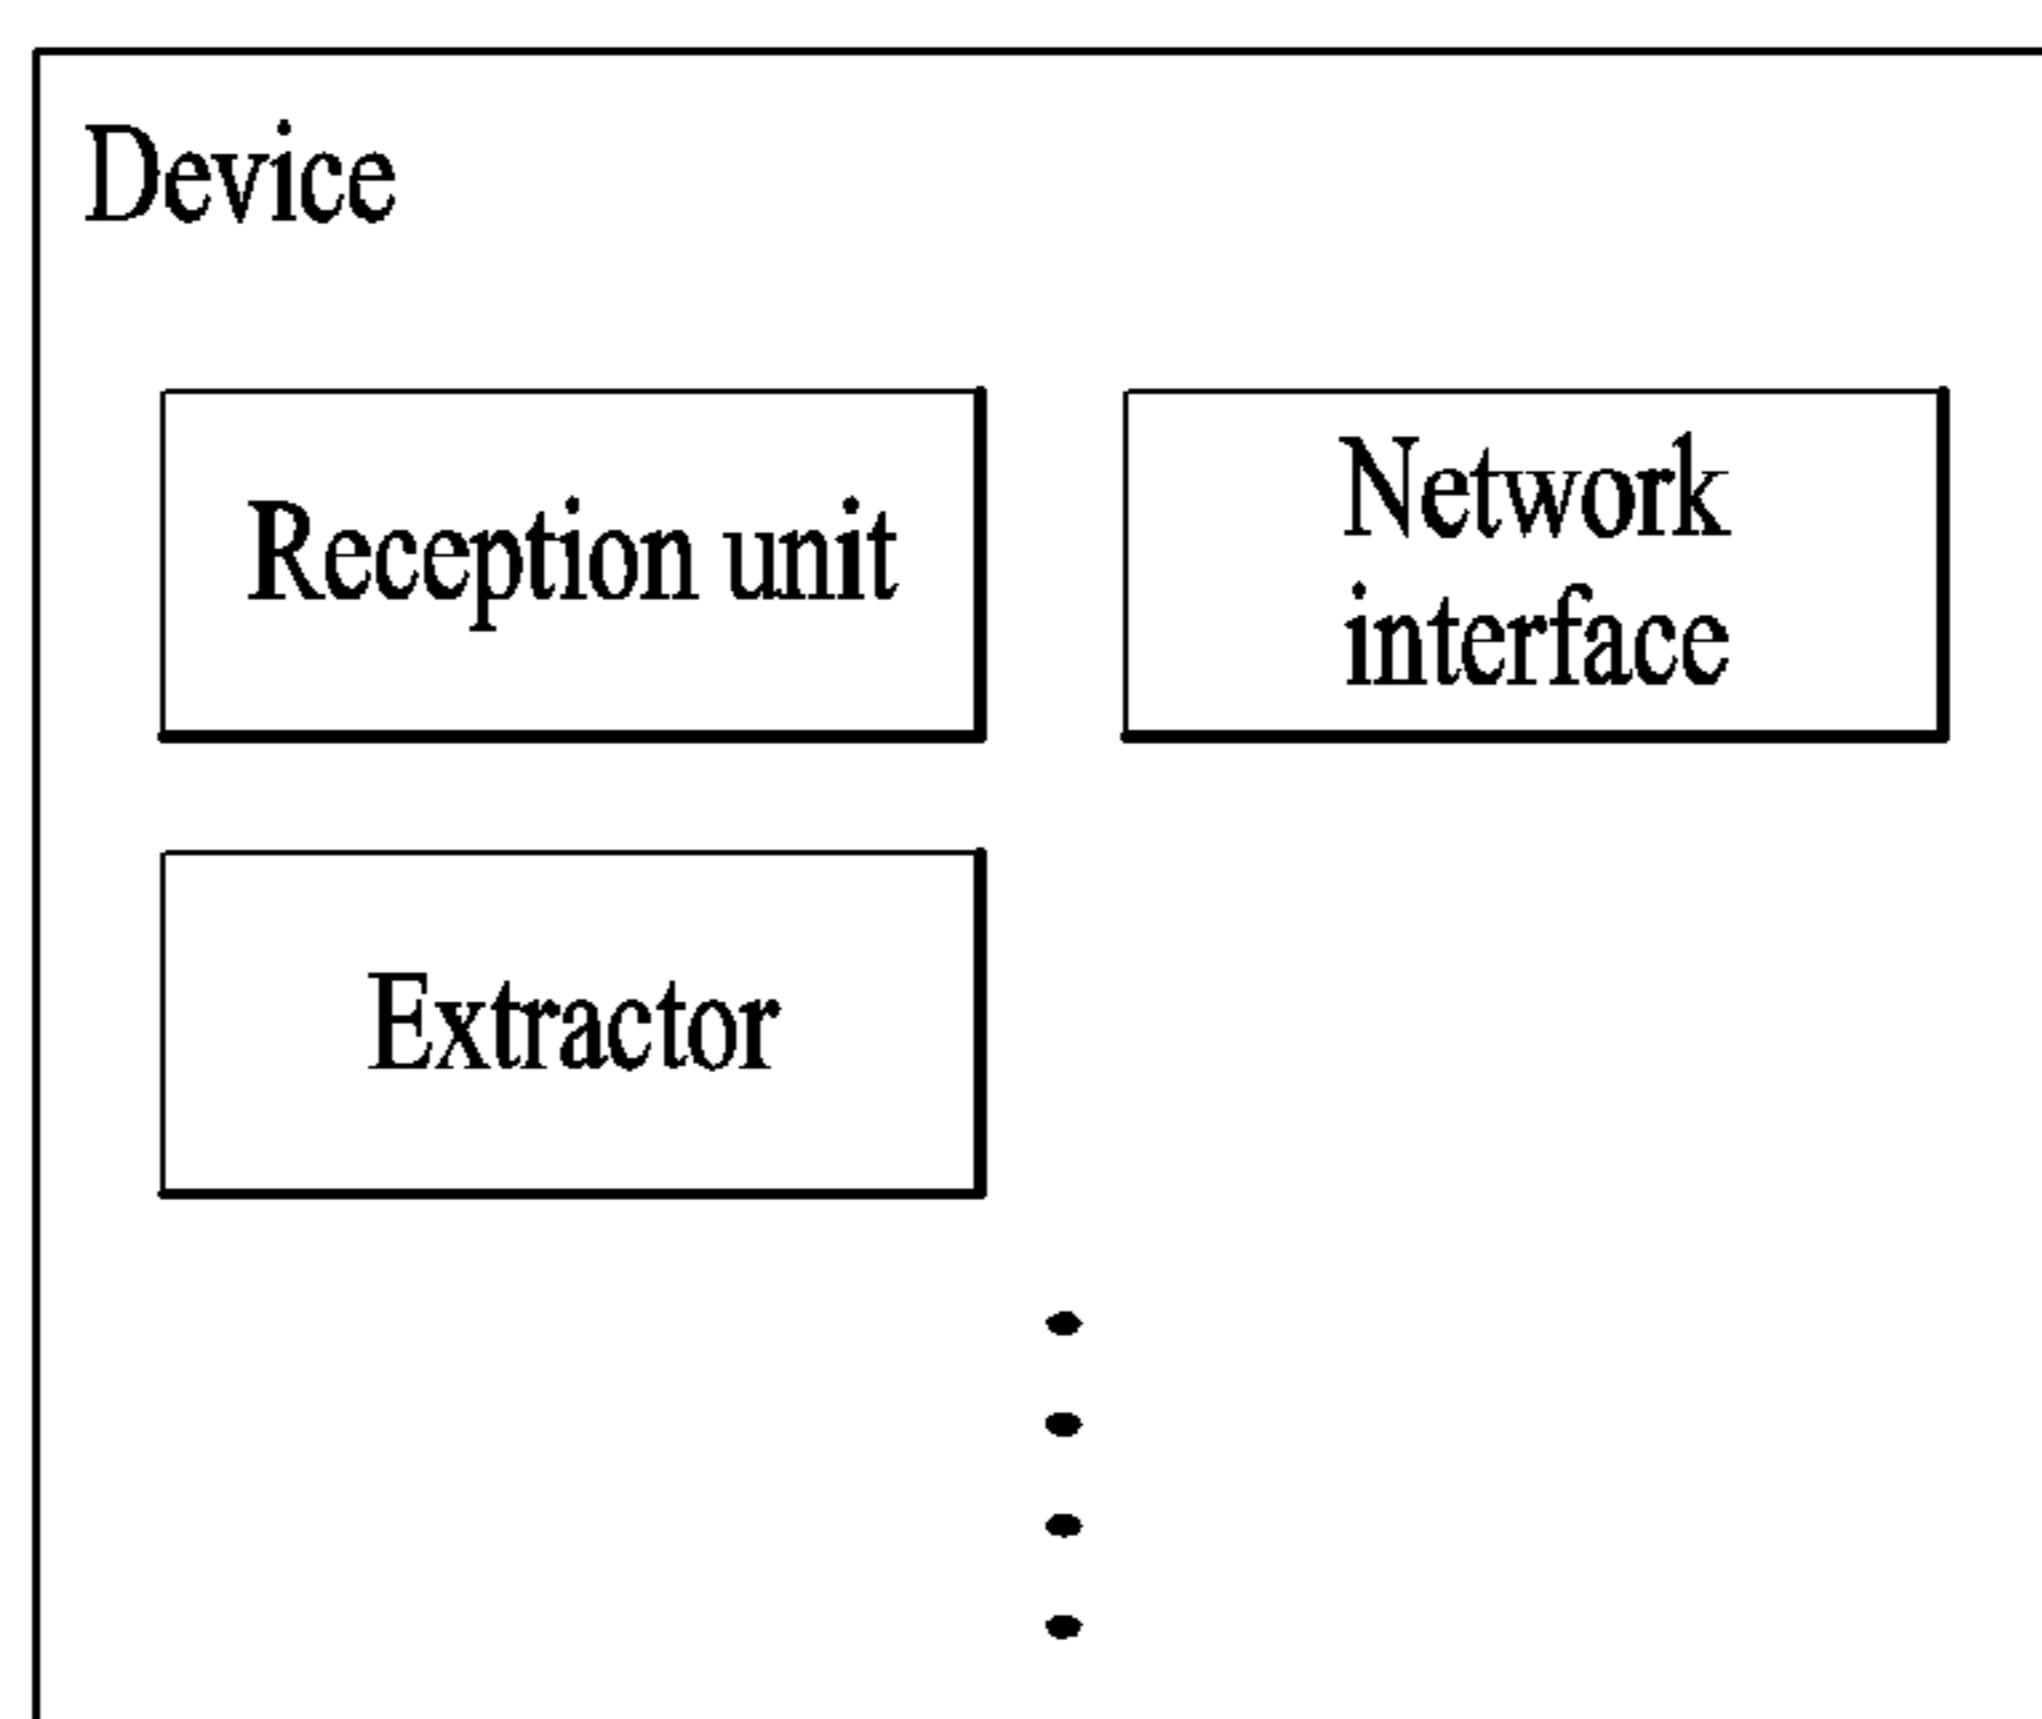 Device
Reception unit
Network
interface
Extractor